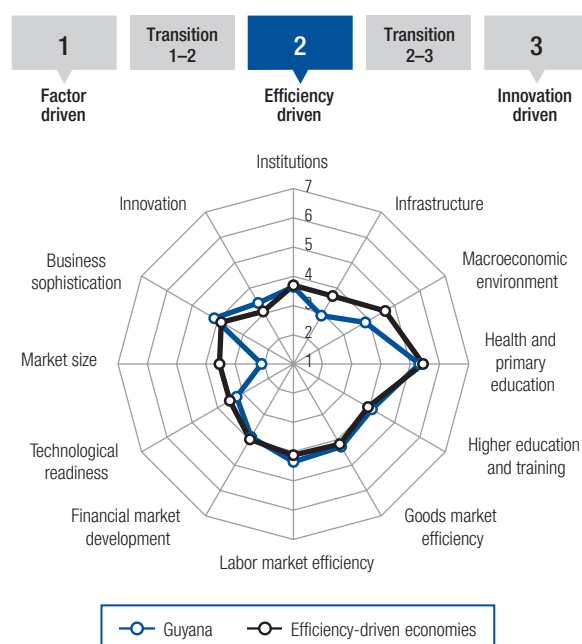 1
Transition
1–2
2
Transition
2–3
3
Factor
driven
Efficiency
driven
Innovation
driven
Institutions
Infrastructure
Macroeconomic
environment
Health and
primary
education
Higher education
and training
Goods market
efficiency
Labor market efficiency
Financial market
development
Technological
readiness
Market size
Business
sophistication
Innovation
7
6
5
4
3
2
1
Guyana
Efficiency-driven economies